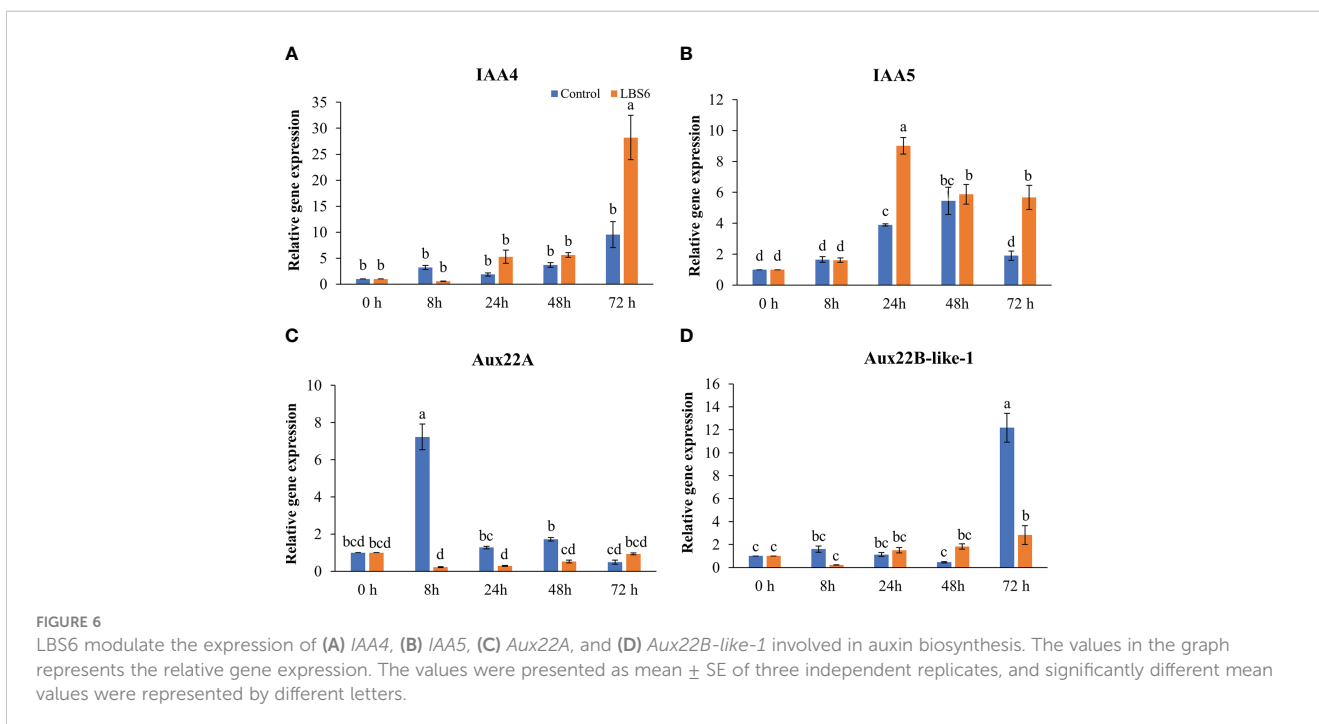 A
IAA4
Control LBS6
Relative gene expression
35
30
25
20
15
10
5
0
b b b b b b b b b a
0 h 8h 24h 48h 72 h
B
IAA5
Relative gene expression
12
10
8
6
4
2
0
d d d d c a bc b d b
0 h 8h 24h 48h 72 h
C
Aux22A
Relative gene expression
10
8
6
4
2
0
bcd bcd a d bc d b cd cd bcd
0 h 8h 24h 48h 72 h
D
Aux22B-like-1
Relative gene expression
16
14
12
10
8
6
4
2
0
c c bc c bc bc c bc a b
0 h 8h 24h 48h 72 h
FIGURE 6
LBS6 modulate the expression of (A) IAA4, (B) IAA5, (C) Aux22A, and (D) Aux22B-like-1 involved in auxin biosynthesis. The values in the graph
represents the relative gene expression. The values were presented as mean ± SE of three independent replicates, and significantly different mean
values were represented by different letters.